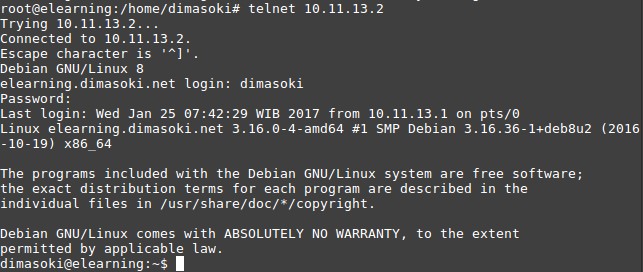 root@elearning:/home/dimasoki# telnet 10.11.13.2
Trying 10.11.13.2...
Connected to 10.11.13.2.
Escape character is '^]'.
Debian GNU/Linux 8
elearning.dimasoki.net login: dimasoki
Password:
Last login: Wed Jan 25 07:42:29 WIB 2017 from 10.11.13.1 on pts/0
Linux elearning.dimasoki.net 3.16.0-4-amd64 #1 SMP Debian 3.16.36-1+deb8u2 (2016
-10-19) x86_64

The programs included with the Debian GNU/Linux system are free software;
the exact distribution terms for each program are described in the
individual files in /usr/share/doc/*/copyright.

Debian GNU/Linux comes with ABSOLUTELY NO WARRANTY, to the extent
permitted by applicable law.
dimasoki@elearning:~$